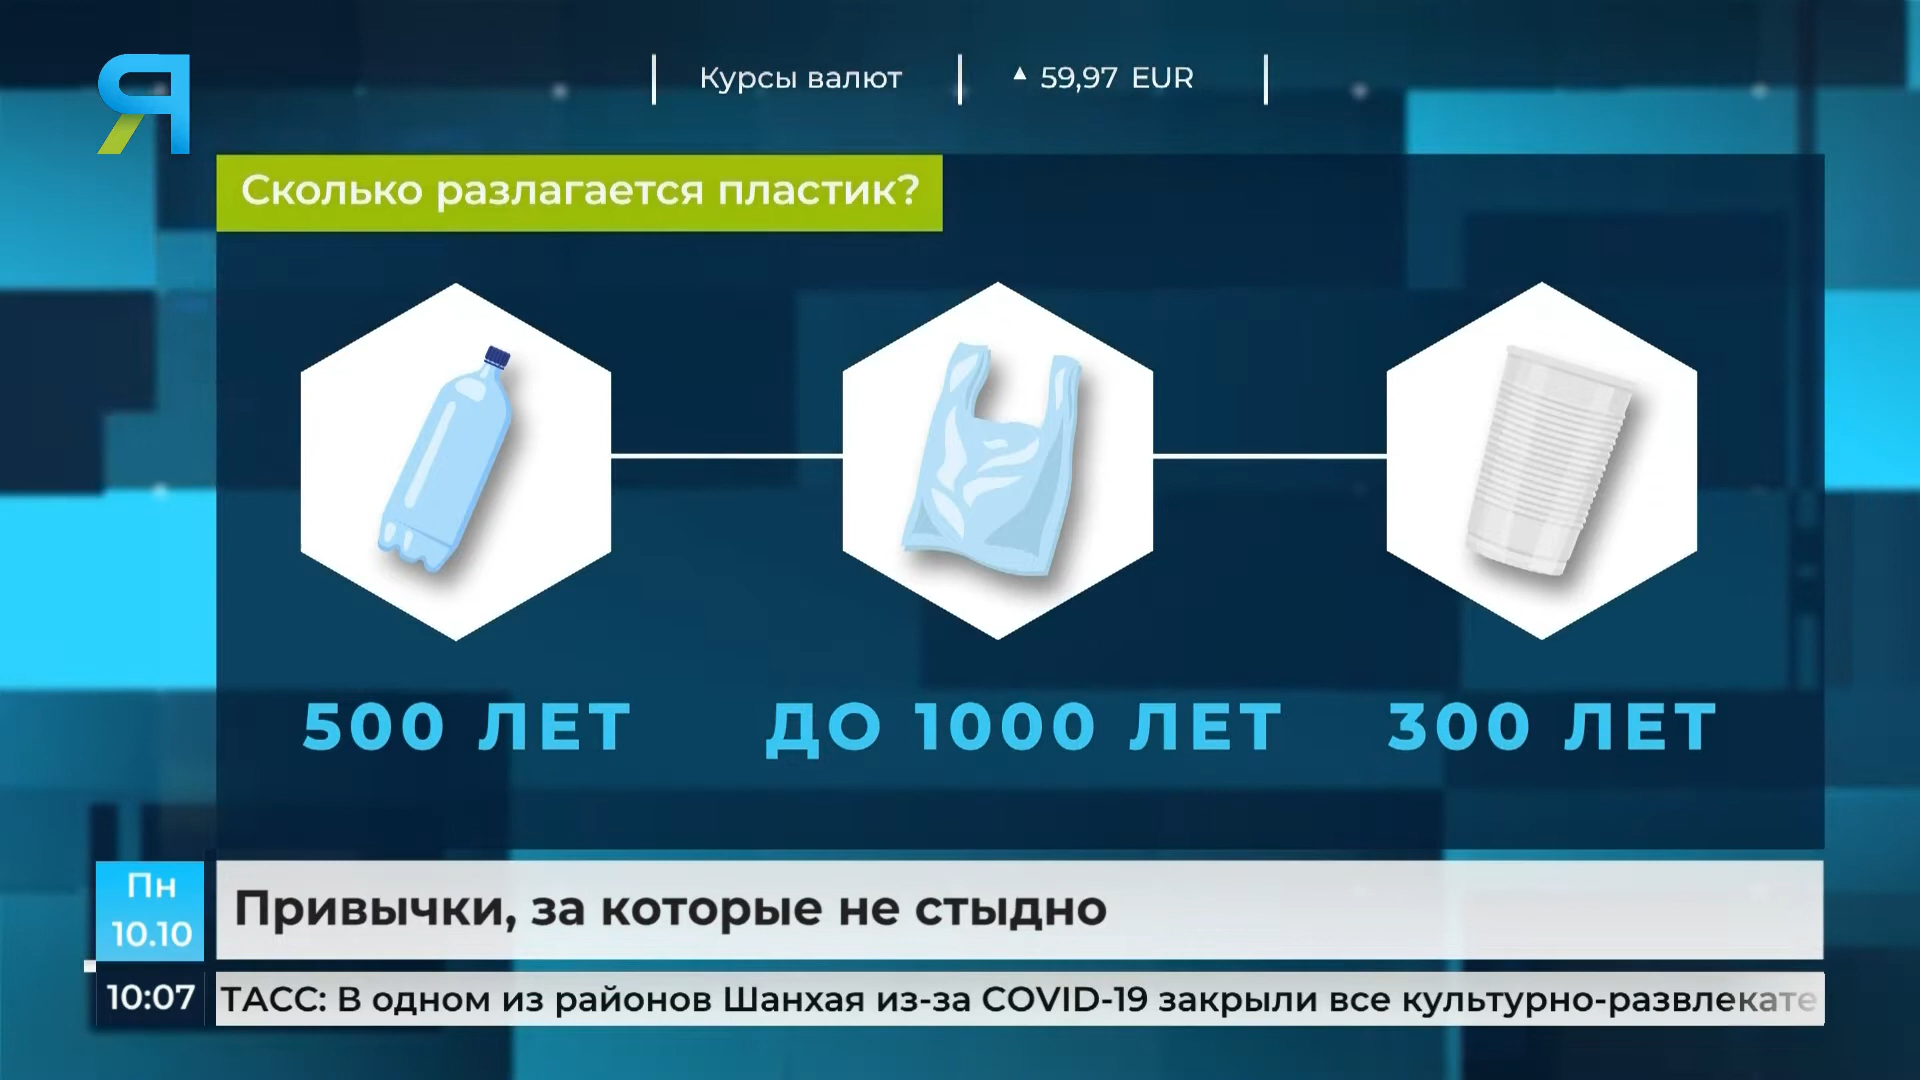 Я
Курсы валют
▲ 59,97 EUR
Сколько разлагается пластик?
500 ЛЕТ
ДО 1000 ЛЕТ
300 ЛЕТ
Пн
10.10
Привычки, за которые не стыдно
10:07
ТАСС: В одном из районов Шанхая из-за COVID-19 закрыли все культурно-развлекате